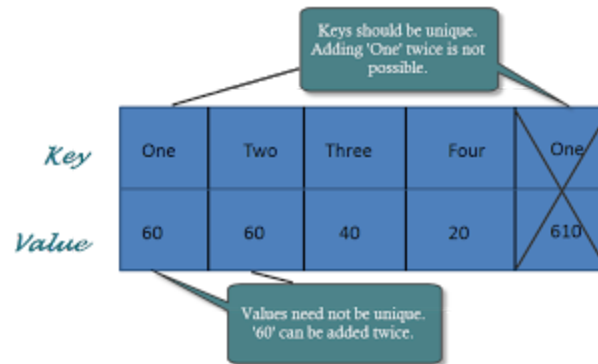 Keys should be unique.
Adding 'One' twice is not
possible.
Key One Two Three Four One
Value 60 60 40 20 610
Values need not be unique.
'60' can be added twice.